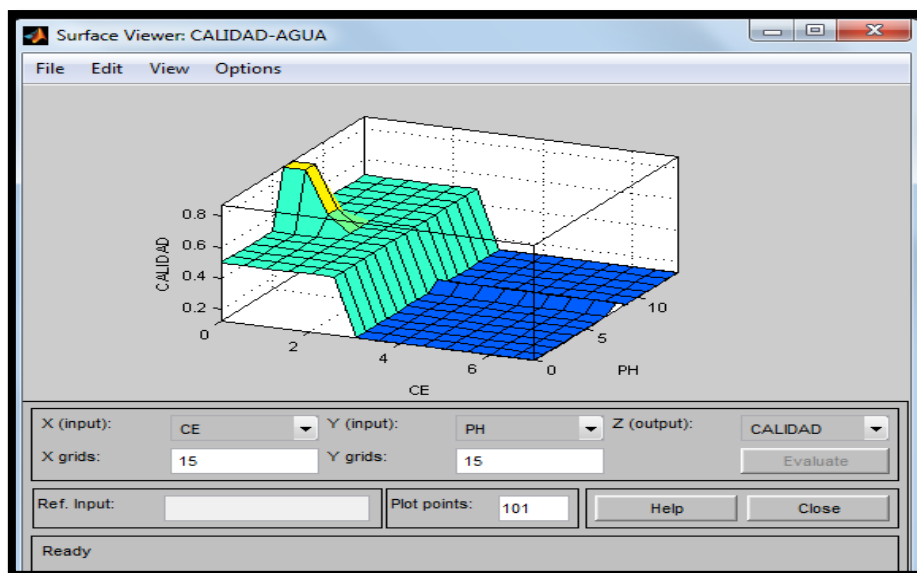 Surface Viewer: CALIDAD-AGUA
File Edit View Options
0.8
0.6
0.4
0.2
CALIDAD
0
2
4
6
CE
0
5
10
PH
X (input): CE Y (input): PH Z (output): CALIDAD
X grids: 15 Y grids: 15 Evaluate
Ref. Input: Plot points: 101 Help Close
Ready